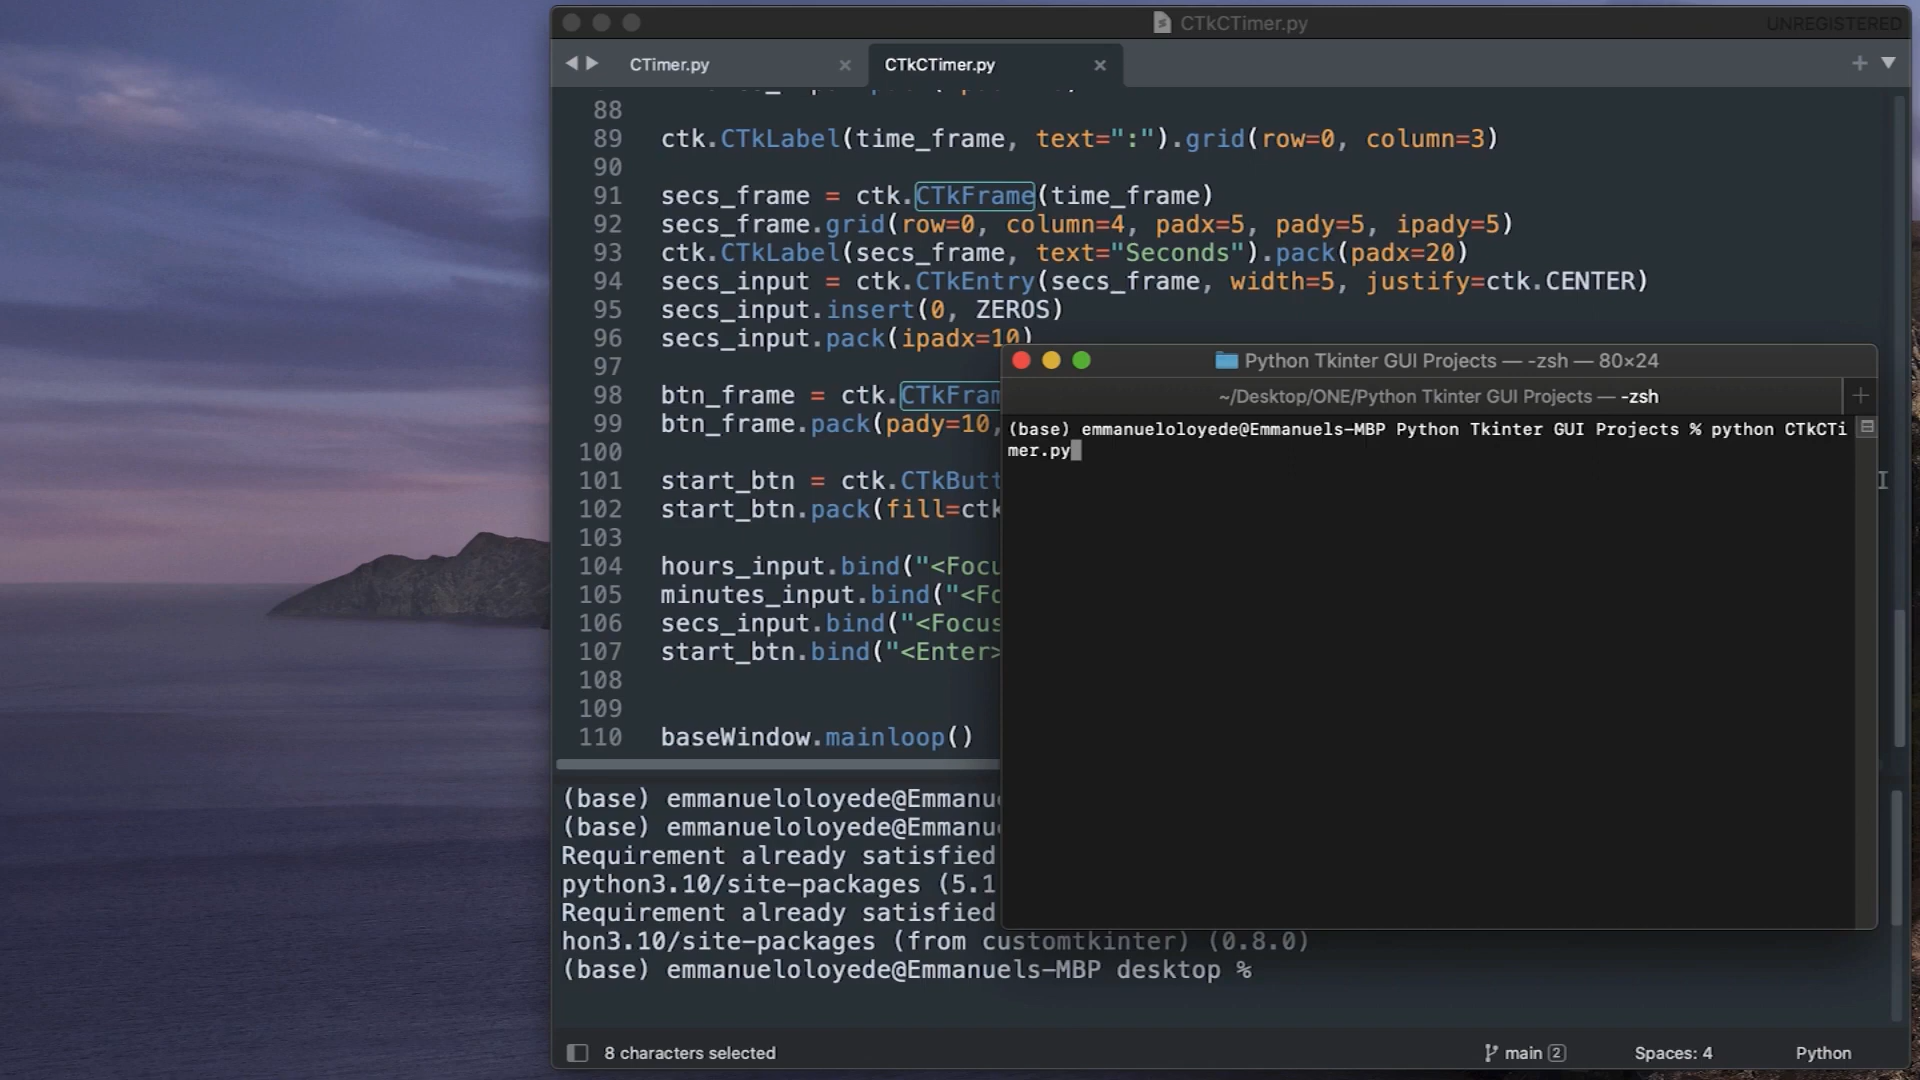 CTkCTimer.py
UNREGISTERED
CTimer.py
CTkCTimer.py
88
89 ctk.CTkLabel(time_frame, text=":").grid(row=0, column=3)
90
91 secs_frame = ctk.CTkFrame(time_frame)
92 secs_frame.grid(row=0, column=4, padx=5, pady=5, ipady=5)
93 ctk.CTkLabel(secs_frame, text="Seconds").pack(padx=20)
94 secs_input = ctk.CTkEntry(secs_frame, width=5, justify=ctk.CENTER)
95 secs_input.insert(0, ZEROS)
96 secs_input.pack(ipadx=10)
97
98 btn_frame = ctk.CTkFram
99 btn_frame.pack(pady=10,
100
101 start_btn = ctk.CTkButt
102 start_btn.pack(fill=ctk
103
104 hours_input.bind("<Focu
105 minutes_input.bind("<Fo
106 secs_input.bind("<Focus
107 start_btn.bind("<Enter>
108
109
110 baseWindow.mainloop()
Python Tkinter GUI Projects — -zsh — 80×24
~/Desktop/ONE/Python Tkinter GUI Projects — -zsh
(base) emmanueloloyede@Emmanuels-MBP Python Tkinter GUI Projects % python CTkCTi
mer.py
(base) emmanueloloyede@Emmanue
(base) emmanueloloyede@Emmanue
Requirement already satisfied
python3.10/site-packages (5.1
Requirement already satisfied
hon3.10/site-packages (from customtkinter) (0.8.0)
(base) emmanueloloyede@Emmanuels-MBP desktop %
8 characters selected
main 2
Spaces: 4
Python